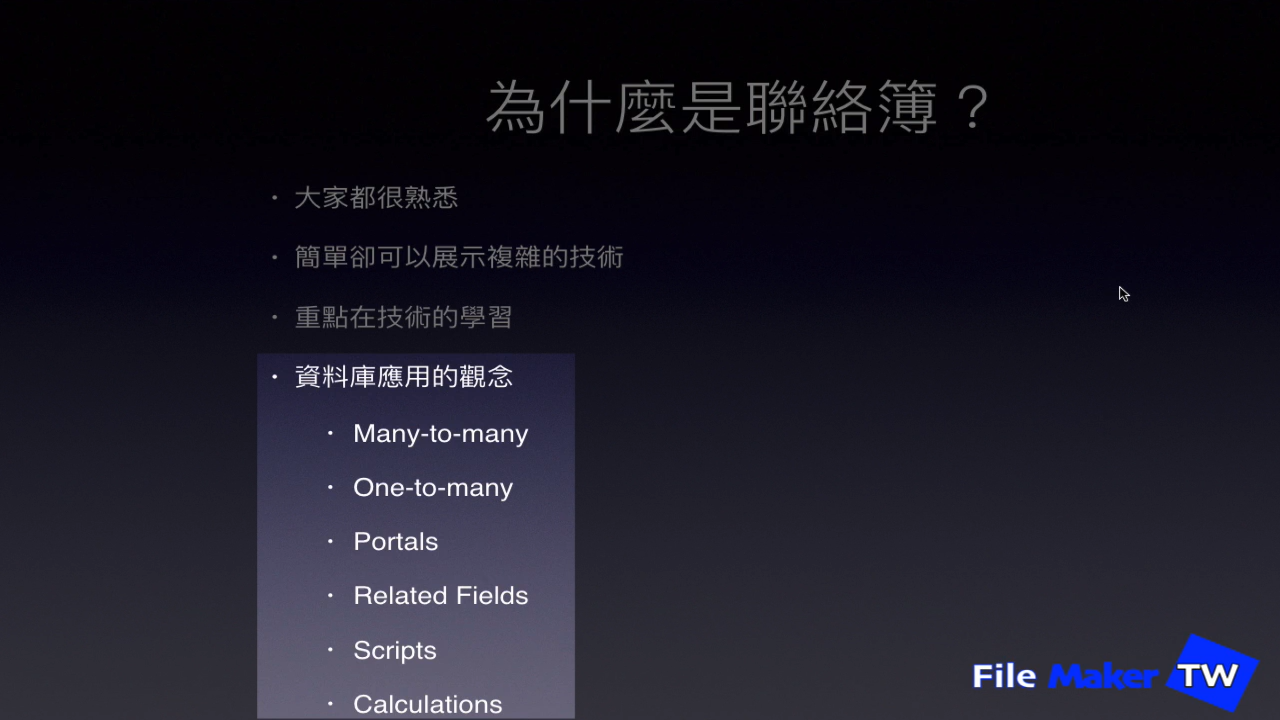 為什麼是聯絡簿？
• 大家都很熟悉
• 簡單卻可以展示複雜的技術
• 重點在技術的學習
• 資料庫應用的觀念
• Many-to-many
• One-to-many
• Portals
• Related Fields
• Scripts
• Calculations
File Maker TW